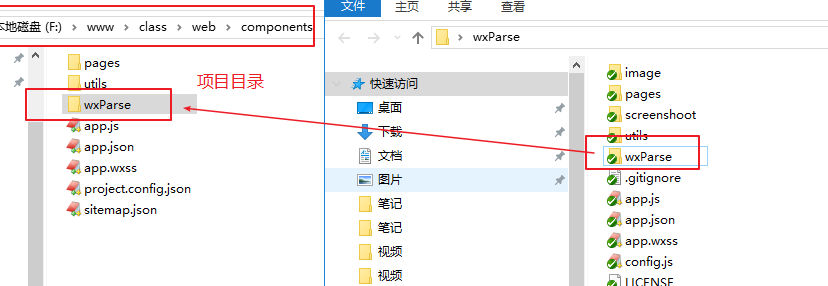 本地磁盘 (F:) › www › class › web › components
pages
utils
wxParse
app.js
app.json
app.wxss
project.config.json
sitemap.json
项目目录
文件 主页 共享 查看
wxParse
快速访问
桌面
下载
文档
图片
笔记
笔记
视频
视频
image
pages
screenshoot
utils
wxParse
.gitignore
app.js
app.json
app.wxss
config.js
LICENSE